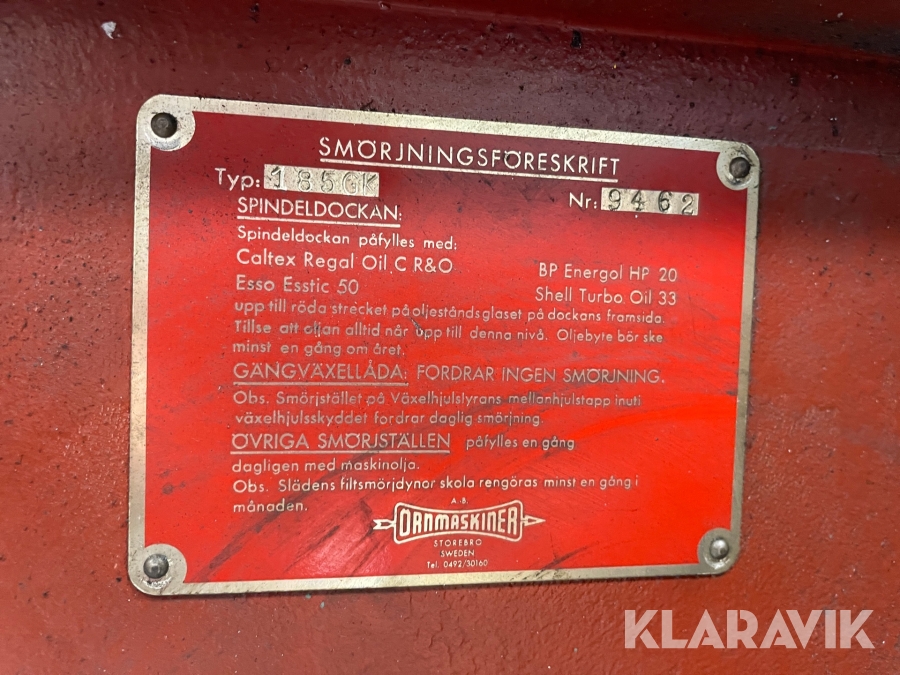 SMÖRJNINGSFÖRESKRIFT
Typ: 185GK Nr: 9462
SPINDELDOCKAN:
Spindeldockan påfylles med:
Caltex Regal Oil C R&O BP Energol HP 20
Esso Esstic 50 Shell Turbo Oil 33
upp till röda strecket på oljeståndsglaset på dockans framsida.
Tillse att oljan alltid når upp till denna nivå. Oljebyte bör ske
minst en gång om året.
GÄNGVÄXELLÅDA: FORDRAR INGEN SMÖRJNING.
Obs. Smörjstället på Växelhjulslyrans mellanhjulstapp inuti
växelhjulsskyddet fordrar daglig smörjning.
ÖVRIGA SMÖRJSTÄLLEN påfylles en gång
dagligen med maskinolja.
Obs. Slädens filtsmörjdynor skola rengöras minst en gång i
månaden.
A.-B.
ORNMASKINER
STOREBRO
SWEDEN
Tel. 0492/30160
KLARAVIK